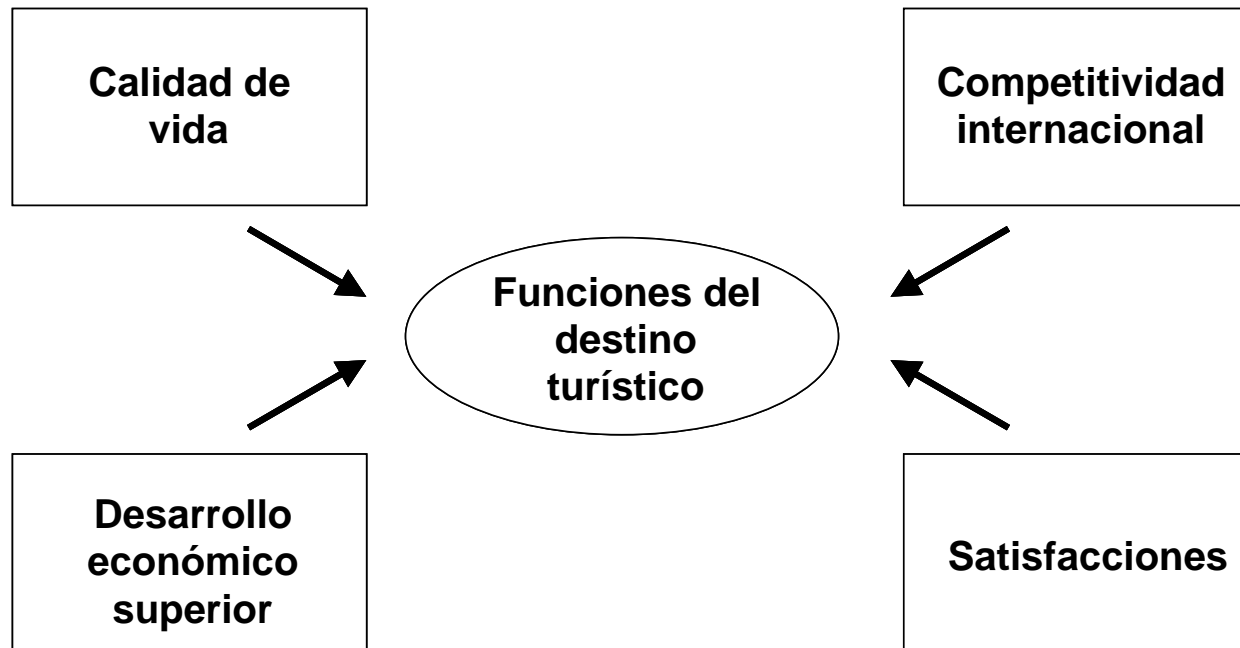 Calidad de
vida
Competitividad
internacional
Funciones del
destino
turístico
Desarrollo
económico
superior
Satisfacciones